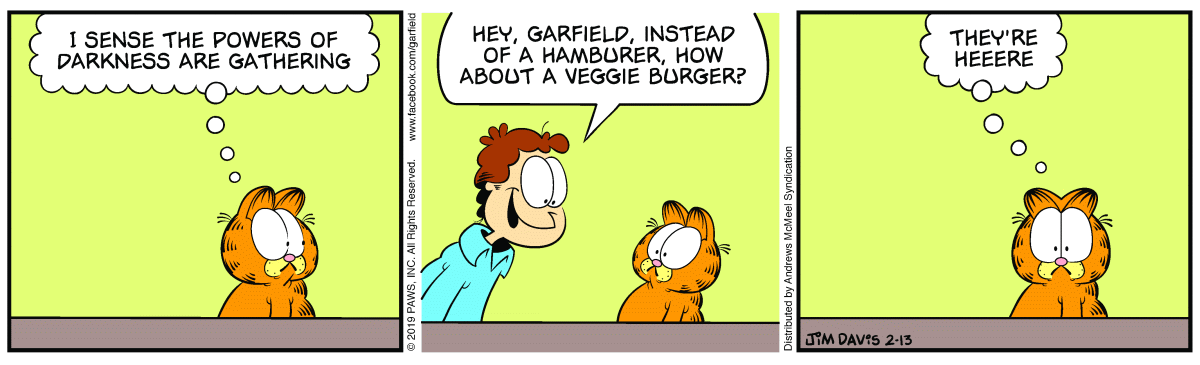 I SENSE THE POWERS OF
DARKNESS ARE GATHERING
www.facebook.com/garfield
© 2019 PAWS, INC. All Rights Reserved.
HEY, GARFIELD, INSTEAD
OF A HAMBURER, HOW
ABOUT A VEGGIE BURGER?
Distributed by Andrews McMeel Syndication
THEY'RE
HEEERE
JIM DAVIS 2-13